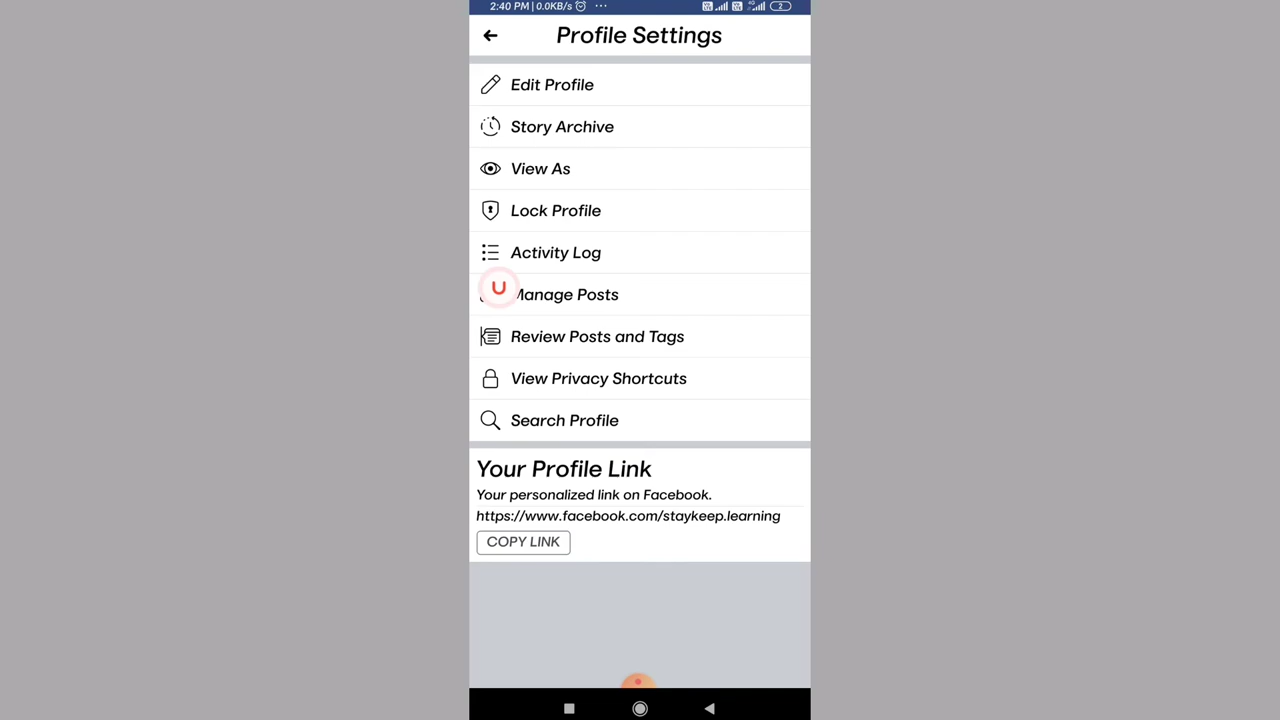 2:40 PM | 0.0KB/s ...
2
Profile Settings
Edit Profile
Story Archive
View As
Lock Profile
Activity Log
U
Manage Posts
Review Posts and Tags
View Privacy Shortcuts
Search Profile
Your Profile Link
Your personalized link on Facebook.
https://www.facebook.com/staykeep.learning
COPY LINK